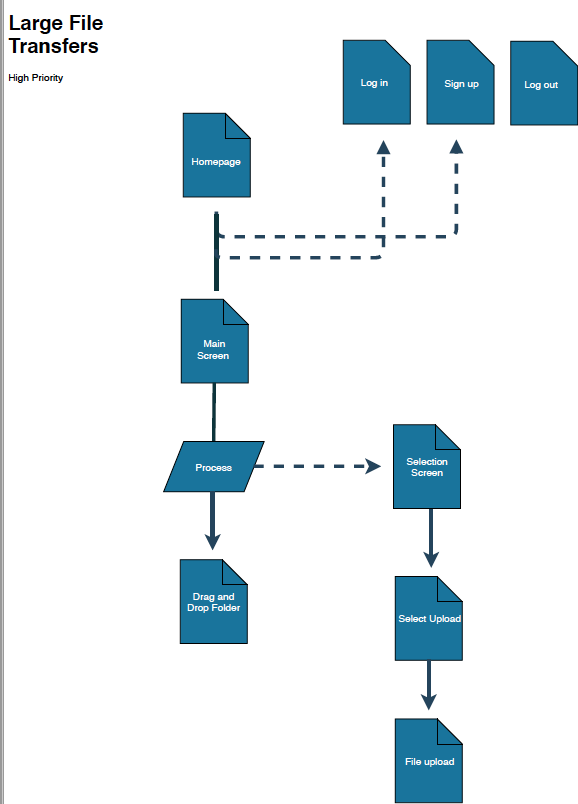 Large File
Transfers
High Priority
Log in
Sign up
Log out
Homepage
Main
Screen
Process
Selection
Screen
Drag and
Drop Folder
Select Upload
File upload